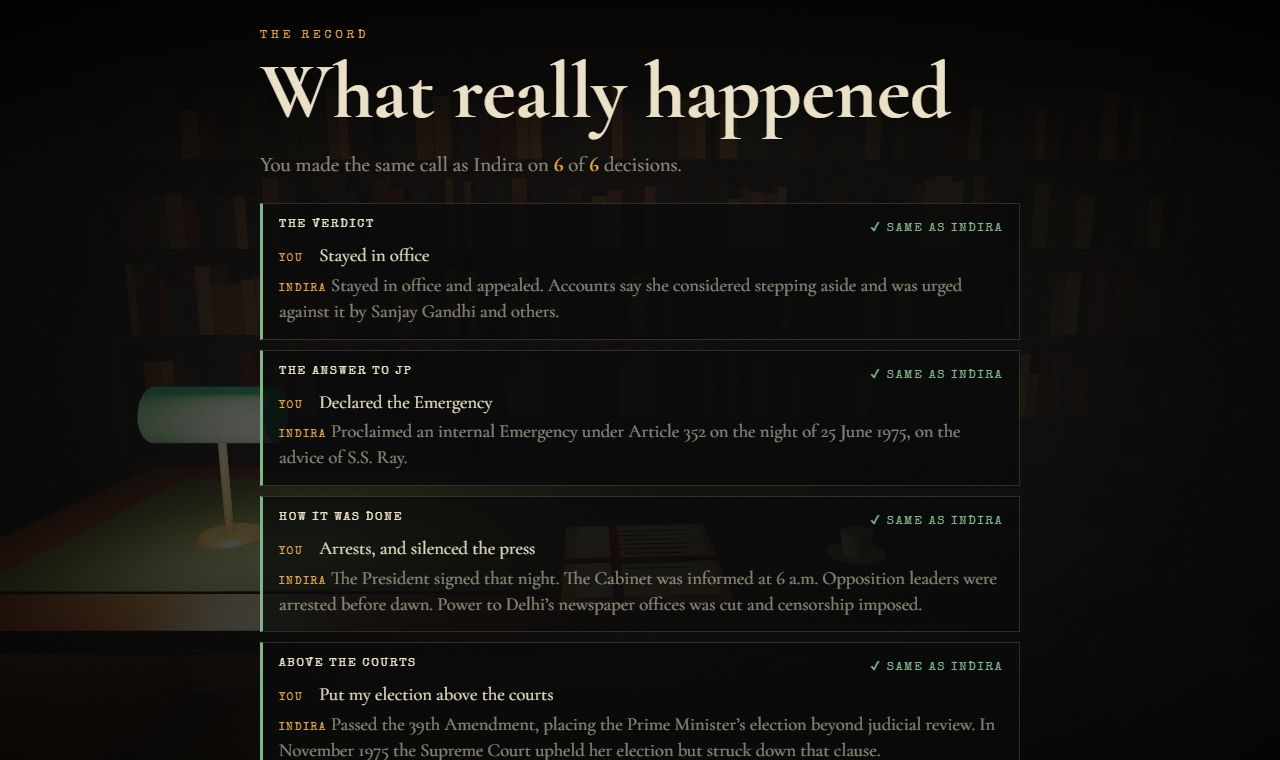 THE RECORD
What really happened
You made the same call as Indira on 6 of 6 decisions.
THE VERDICT
✓ SAME AS INDIRA
YOU Stayed in office
INDIRA Stayed in office and appealed. Accounts say she considered stepping aside and was urged
against it by Sanjay Gandhi and others.
THE ANSWER TO JP
✓ SAME AS INDIRA
YOU Declared the Emergency
INDIRA Proclaimed an internal Emergency under Article 352 on the night of 25 June 1975, on the
advice of S.S. Ray.
HOW IT WAS DONE
✓ SAME AS INDIRA
YOU Arrests, and silenced the press
INDIRA The President signed that night. The Cabinet was informed at 6 a.m. Opposition leaders were
arrested before dawn. Power to Delhi’s newspaper offices was cut and censorship imposed.
ABOVE THE COURTS
✓ SAME AS INDIRA
YOU Put my election above the courts
INDIRA Passed the 39th Amendment, placing the Prime Minister’s election beyond judicial review. In
November 1975 the Supreme Court upheld her election but struck down that clause.